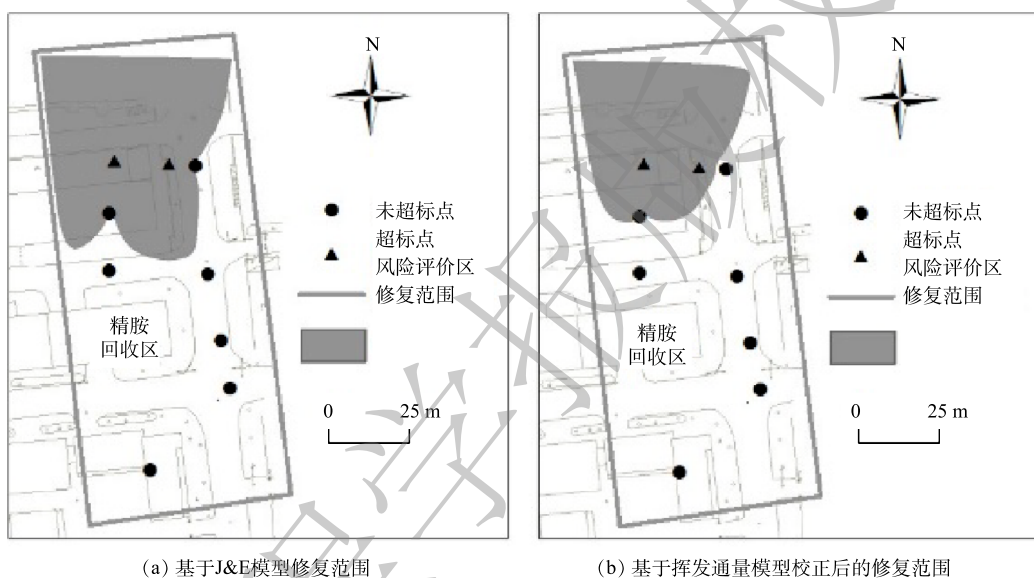 N
未超标点
超标点
风险评价区
修复范围
精胺
回收区
0 25 m
(a) 基于J&E模型修复范围
N
未超标点
超标点
风险评价区
修复范围
精胺
回收区
0 25 m
(b) 基于挥发通量模型校正后的修复范围